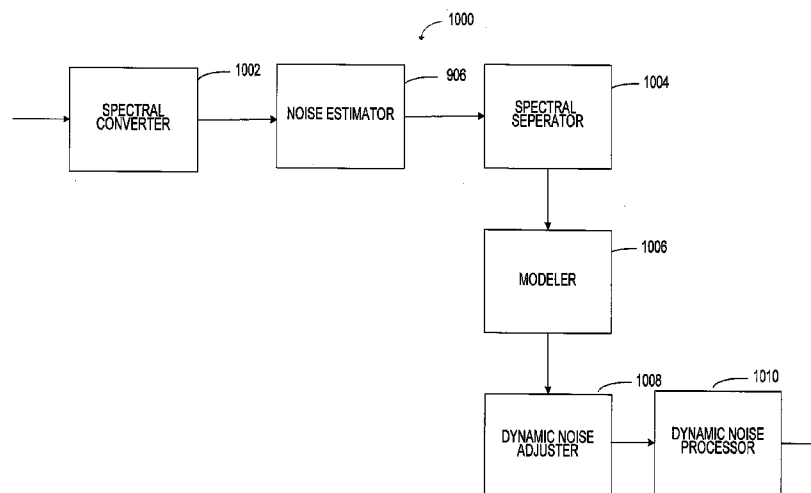 1000
1002
906
1004
SPECTRAL
CONVERTER
NOISE ESTIMATOR
SPECTRAL
SEPERATOR
1006
MODELER
1008
1010
DYNAMIC NOISE
ADJUSTER
DYNAMIC NOISE
PROCESSOR